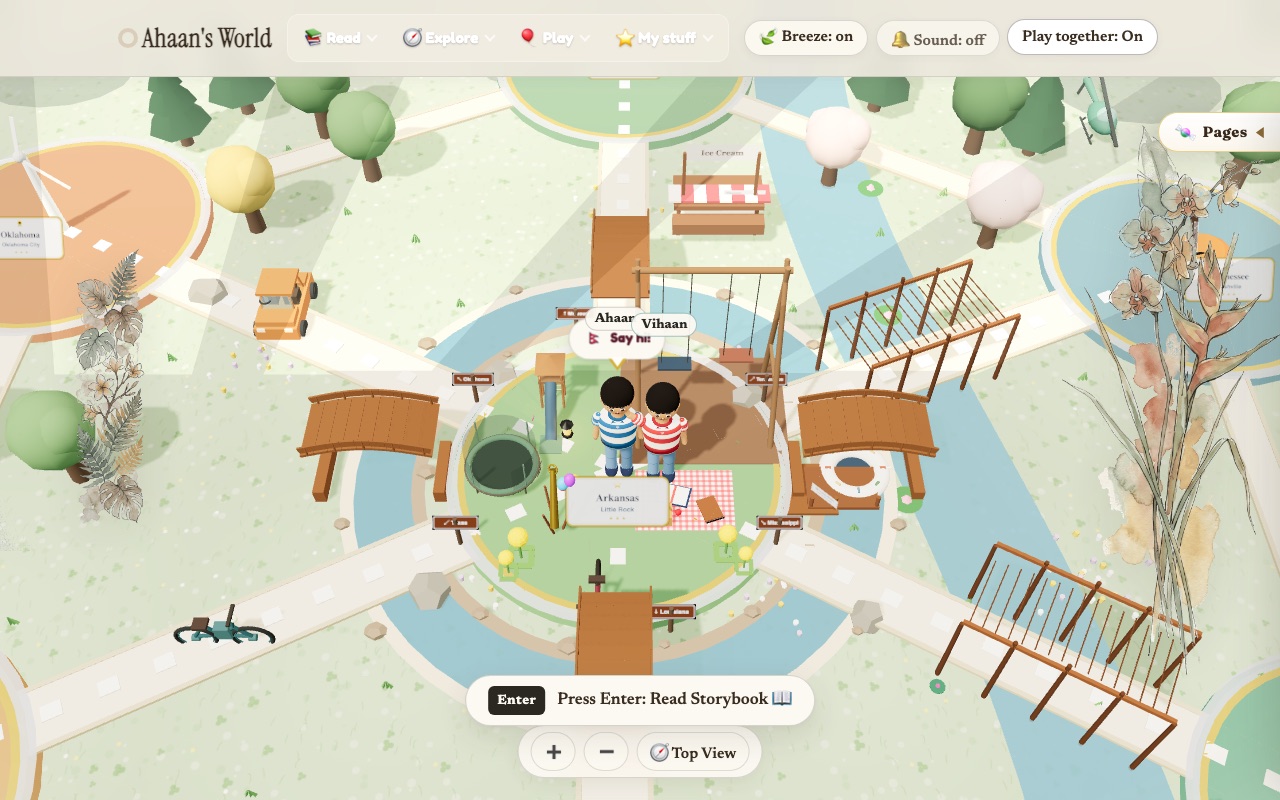 Ahaan's World
Read
Explore
Play
My stuff
Breeze: on
Sound: off
Play together: On
Pages
Ice Cream
Oklahoma
Oklahoma City
Ahaan
Vihaan
Say hi!
Arkansas
Little Rock
Enter
Press Enter: Read Storybook
+
−
Top View